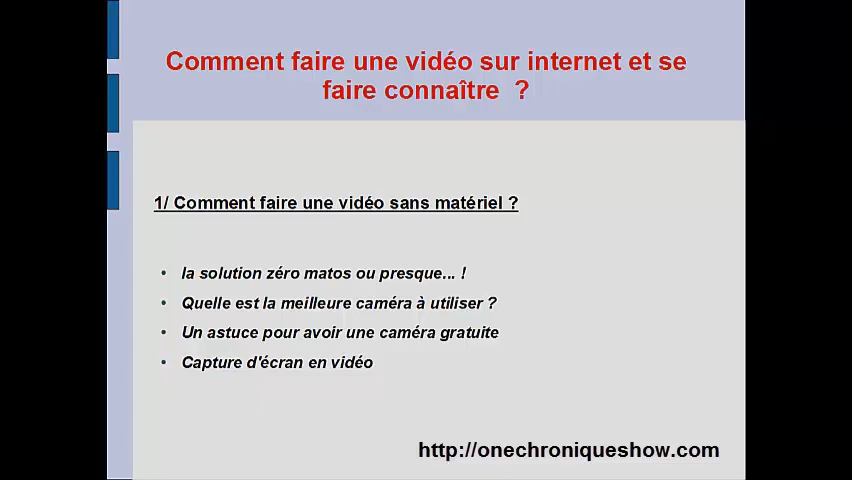 Comment faire une vidéo sur internet et se
faire connaître  ?
1/ Comment faire une vidéo sans matériel ?
• la solution zéro matos ou presque... !
• Quelle est la meilleure caméra à utiliser ?
• Un astuce pour avoir une caméra gratuite
• Capture d'écran en vidéo
http://onechroniqueshow.com